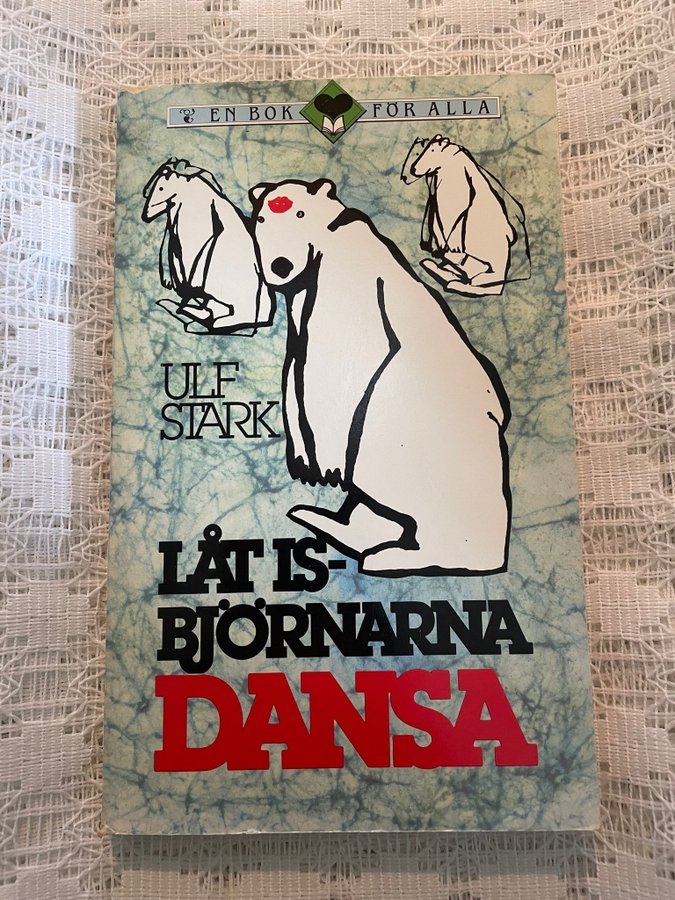 EN BOK FÖR ALLA
ULF
STARK
LÅT IS-
BJÖRNARNA
DANSA